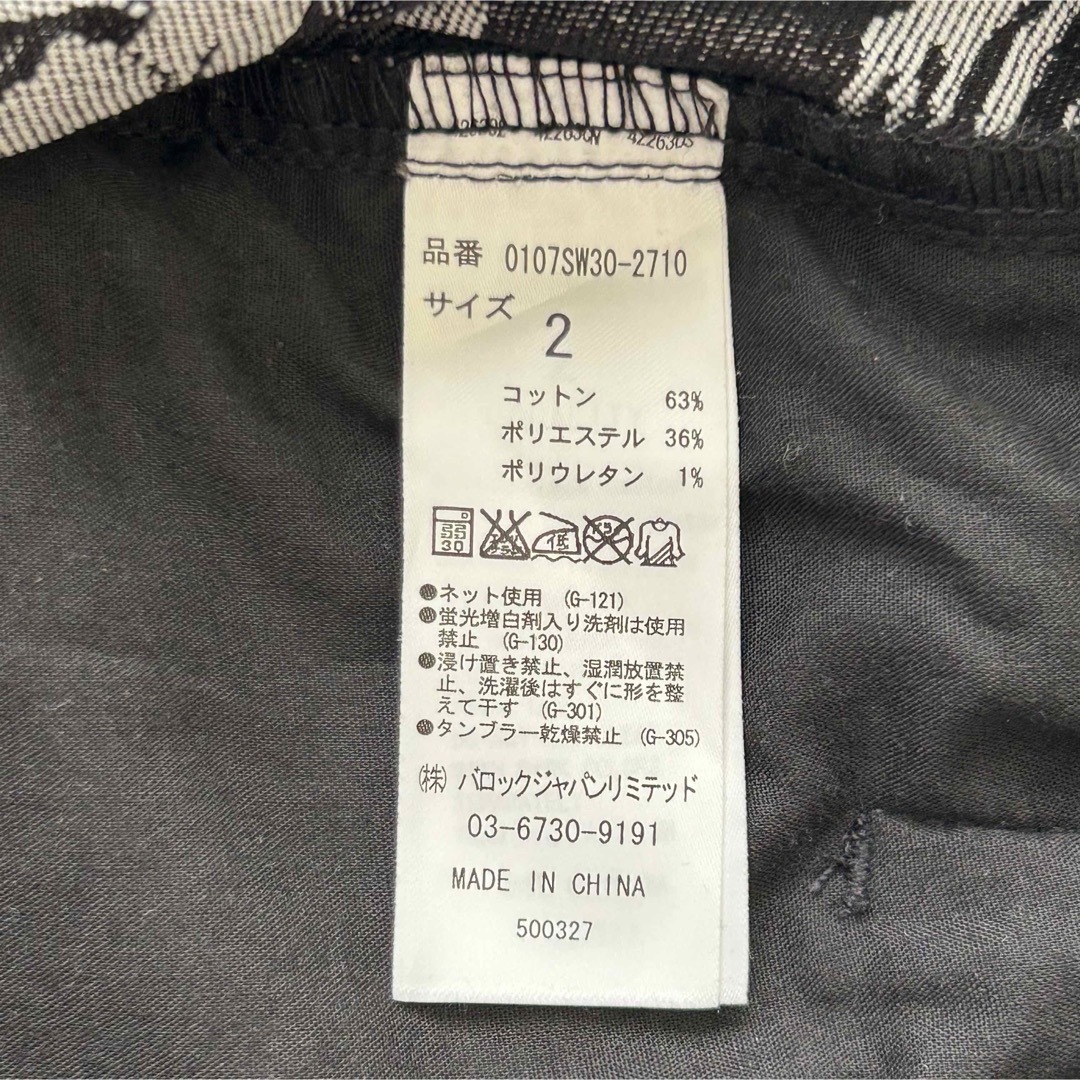 品番 0107SW30-2710
サイズ 2
コットン 63%
ポリエステル 36%
ポリウレタン 1%
弱
30
低
●ネット使用 (G-121)
●蛍光増白剤入り洗剤は使用
禁止 (G-130)
●浸け置き禁止、湿潤放置禁
止、洗濯後はすぐに形を整
えて干す (G-301)
●タンブラー乾燥禁止 (G-305)
(株) バロックジャパンリミテッド
03-6730-9191
MADE IN CHINA
500327